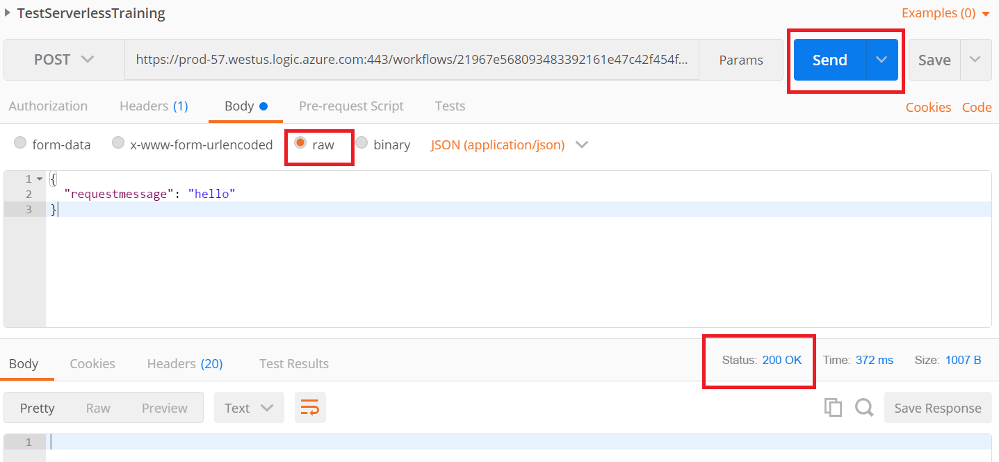 TestServerlessTraining Examples (0)
POST https://prod-57.westus.logic.azure.com:443/workflows/21967e568093483392161e47c42f454f... Params Send Save
Authorization Headers (1) Body Pre-request Script Tests Cookies Code
form-data x-www-form-urlencoded raw binary JSON (application/json)
1 {
2 "requestmessage": "hello"
3 }
Body Cookies Headers (20) Test Results Status: 200 OK Time: 372 ms Size: 1007 B
Pretty Raw Preview Text Save Response
1